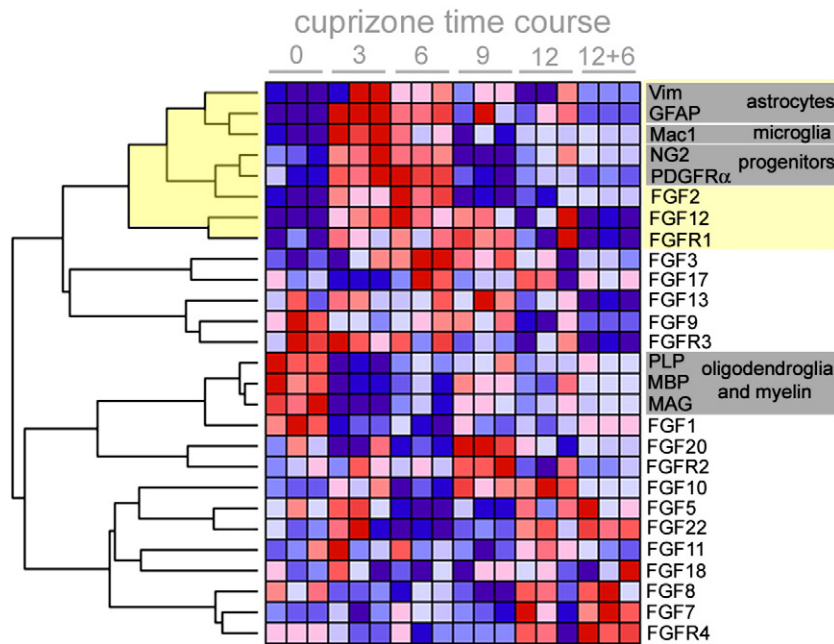 cuprizone time course
0 3 6 9 12 12+6
Vim astrocytes
GFAP
Mac1 microglia
NG2 progenitors
PDGFRα
FGF2
FGF12
FGFR1
FGF3
FGF17
FGF13
FGF9
FGFR3
PLP oligodendroglia
MBP and myelin
MAG
FGF1
FGF20
FGFR2
FGF10
FGF5
FGF22
FGF11
FGF18
FGF8
FGF7
FGFR4